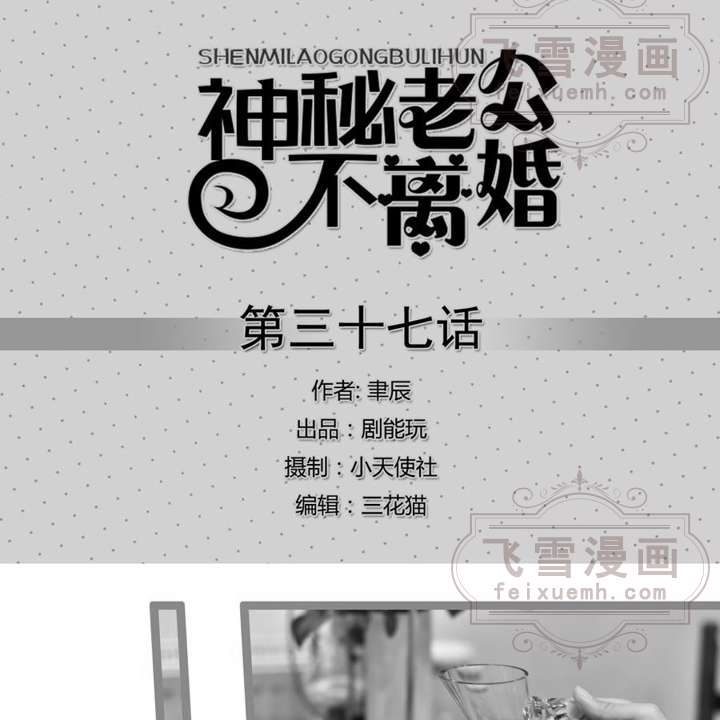 SHENMILAOGONGBULIHUN
神秘老公
不离婚
第三十七话
作者: 聿辰
出品：剧能玩
摄制：小天使社
编辑：三花猫
飞雪漫画
feixuemh.com
飞雪漫画
feixuemh.com